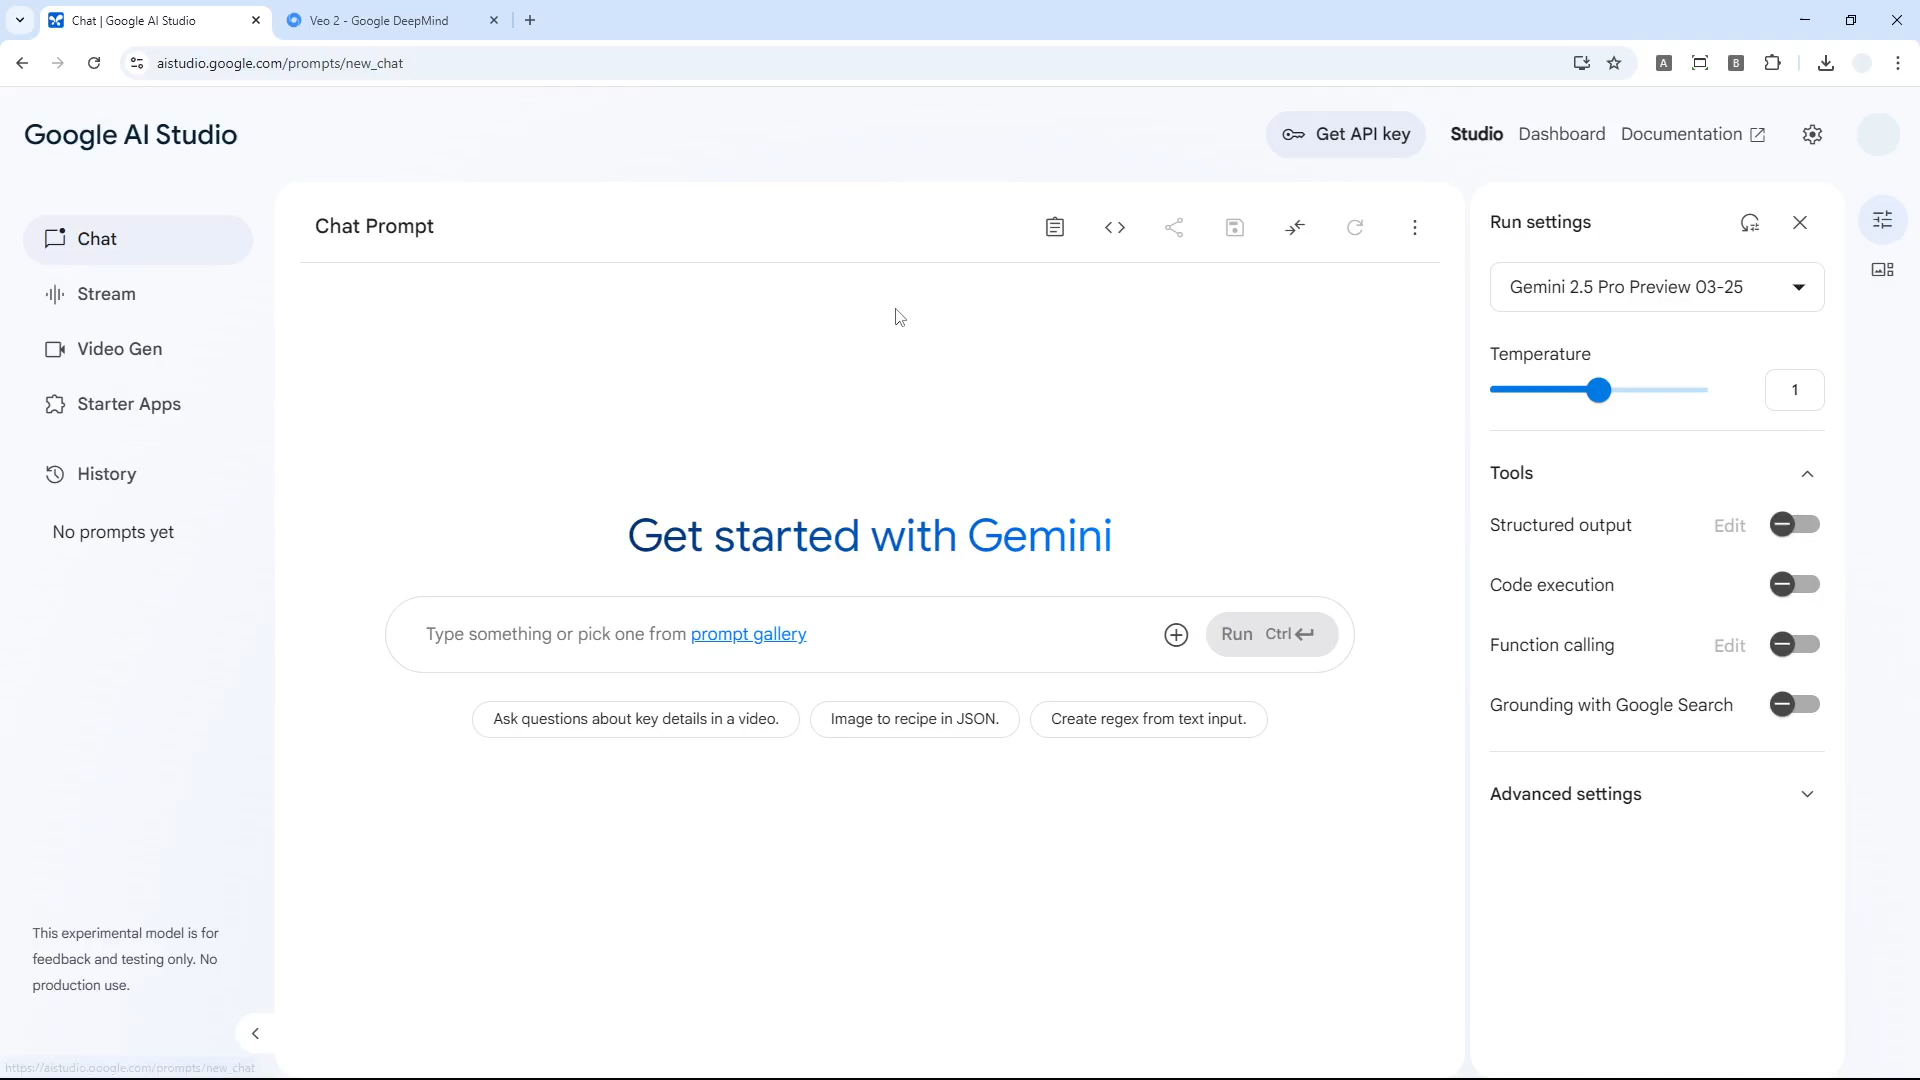 Chat | Google AI Studio
Veo 2 - Google DeepMind
aistudio.google.com/prompts/new_chat
A
B
Google AI Studio
Get API key
Studio
Dashboard
Documentation
Chat
Stream
Video Gen
Starter Apps
History
No prompts yet
This experimental model is for
feedback and testing only. No
production use.
Chat Prompt
Get started with Gemini
Type something or pick one from prompt gallery
Run Ctrl
Ask questions about key details in a video.
Image to recipe in JSON.
Create regex from text input.
Run settings
Gemini 2.5 Pro Preview 03-25
Temperature
1
Tools
Structured output
Edit
Code execution
Function calling
Edit
Grounding with Google Search
Advanced settings
https://aistudio.google.com/prompts/new_chat